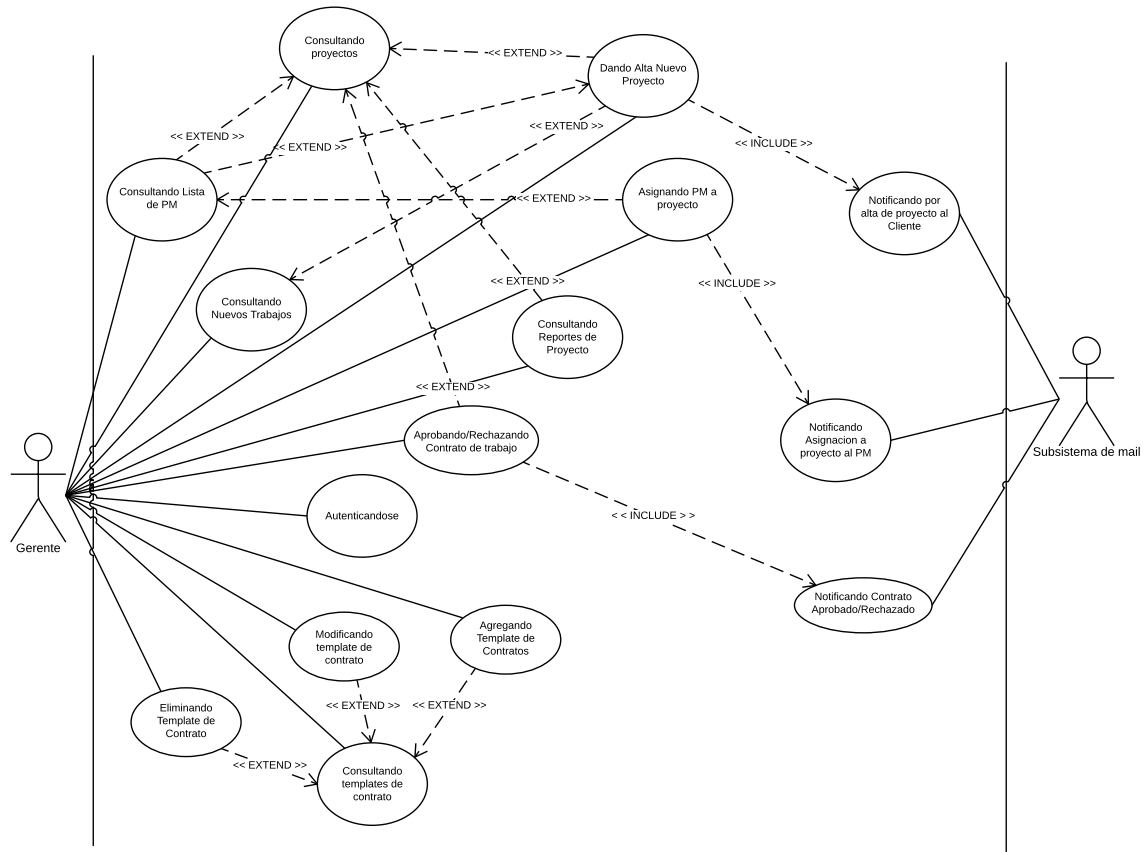 Consultando
proyectos
<< EXTEND >>
Dando Alta Nuevo
Proyecto
<< EXTEND >>
<< EXTEND >>
<< EXTEND >>
<< INCLUDE >>
Consultando Lista
de PM
<< EXTEND >>
Asignando PM a
proyecto
Notificando por
alta de proyecto al
Cliente
Consultando
Nuevos Trabajos
<< EXTEND >>
<< INCLUDE >>
Consultando
Reportes de
Proyecto
<< EXTEND >>
Aprobando/Rechazando
Contrato de trabajo
Notificando
Asignacion a
proyecto al PM
Subsistema de mail
Gerente
Autenticandose
< < INCLUDE > >
Notificando Contrato
Aprobado/Rechazado
Modificando
template de
contrato
Agregando
Template de
Contratos
<< EXTEND >>
<< EXTEND >>
Eliminando
Template de
Contrato
<< EXTEND >>
Consultando
templates de
contrato